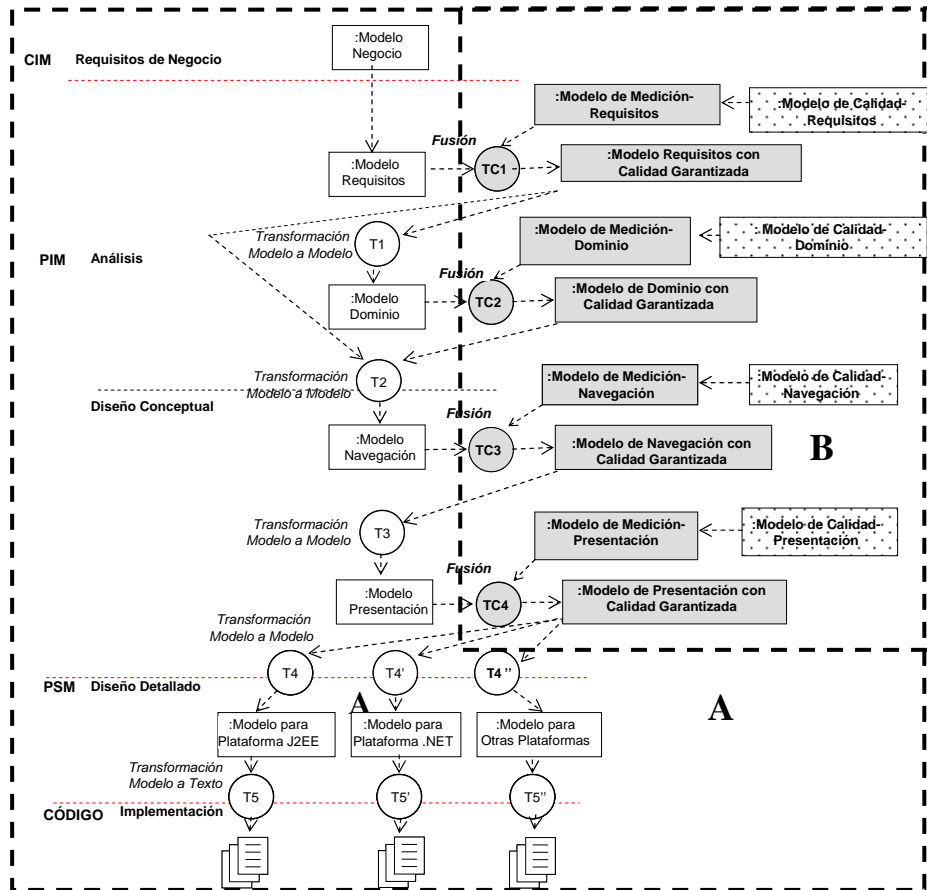 :Modelo
Negocio
CIM Requisitos de Negocio
:Modelo de Medición-
Requisitos
:Modelo de Calidad-
Requisitos
Fusión
:Modelo
Requisitos
TC1
:Modelo Requisitos con
Calidad Garantizada
Transformación
Modelo a Modelo
T1
:Modelo de Medición-
Dominio
:Modelo de Calidad-
Dominio
PIM Análisis
Fusión
:Modelo
Dominio
TC2
:Modelo de Dominio con
Calidad Garantizada
Transformación
Modelo a Modelo
T2
:Modelo de Medición-
Navegación
:Modelo de Calidad-
Navegación
Diseño Conceptual
Fusión
:Modelo
Navegación
TC3
:Modelo de Navegación con
Calidad Garantizada
B
Transformación
Modelo a Modelo
T3
:Modelo de Medición-
Presentación
:Modelo de Calidad-
Presentación
Fusión
:Modelo
Presentación
TC4
:Modelo de Presentación con
Calidad Garantizada
Transformación
Modelo a Modelo
T4 T4' T4''
PSM Diseño Detallado
A
A
:Modelo para
Plataforma J2EE
:Modelo para
Plataforma .NET
:Modelo para
Otras Plataformas
Transformación
Modelo a Texto
T5 T5' T5''
CÓDIGO Implementación